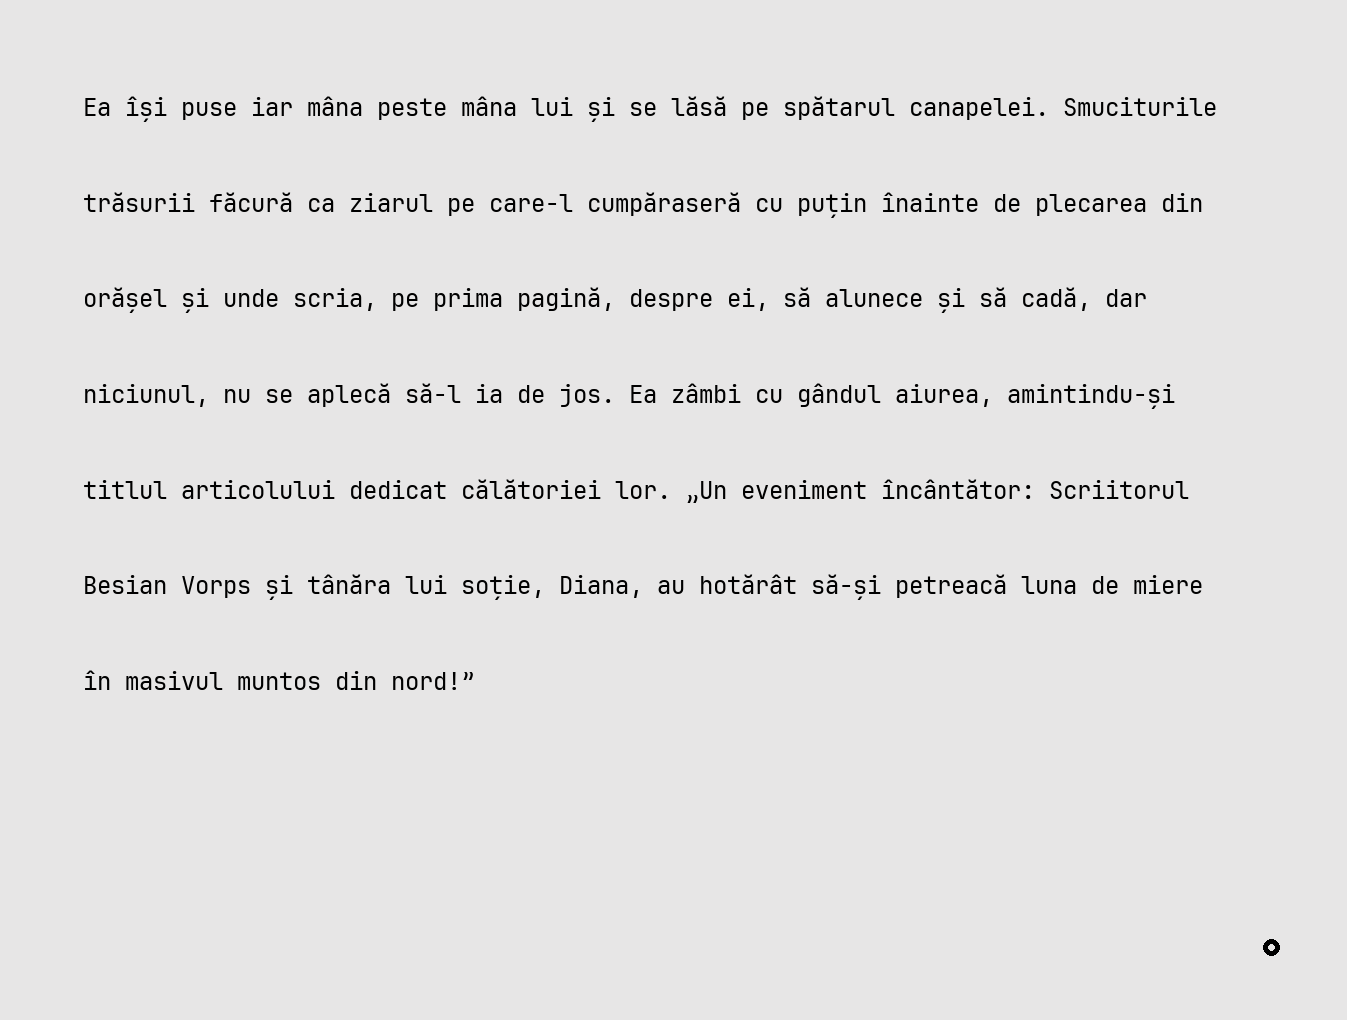 Ea își puse iar mâna peste mâna lui și se lăsă pe spătarul canapelei. Smuciturile
trăsurii făcură ca ziarul pe care-l cumpăraseră cu puțin înainte de plecarea din
orășel și unde scria, pe prima pagină, despre ei, să alunece și să cadă, dar
niciunul, nu se aplecă să-l ia de jos. Ea zâmbi cu gândul aiurea, amintindu-și
titlul articolului dedicat călătoriei lor. „Un eveniment încântător: Scriitorul
Besian Vorps și tânăra lui soție, Diana, au hotărât să-și petreacă luna de miere
în masivul muntos din nord!”